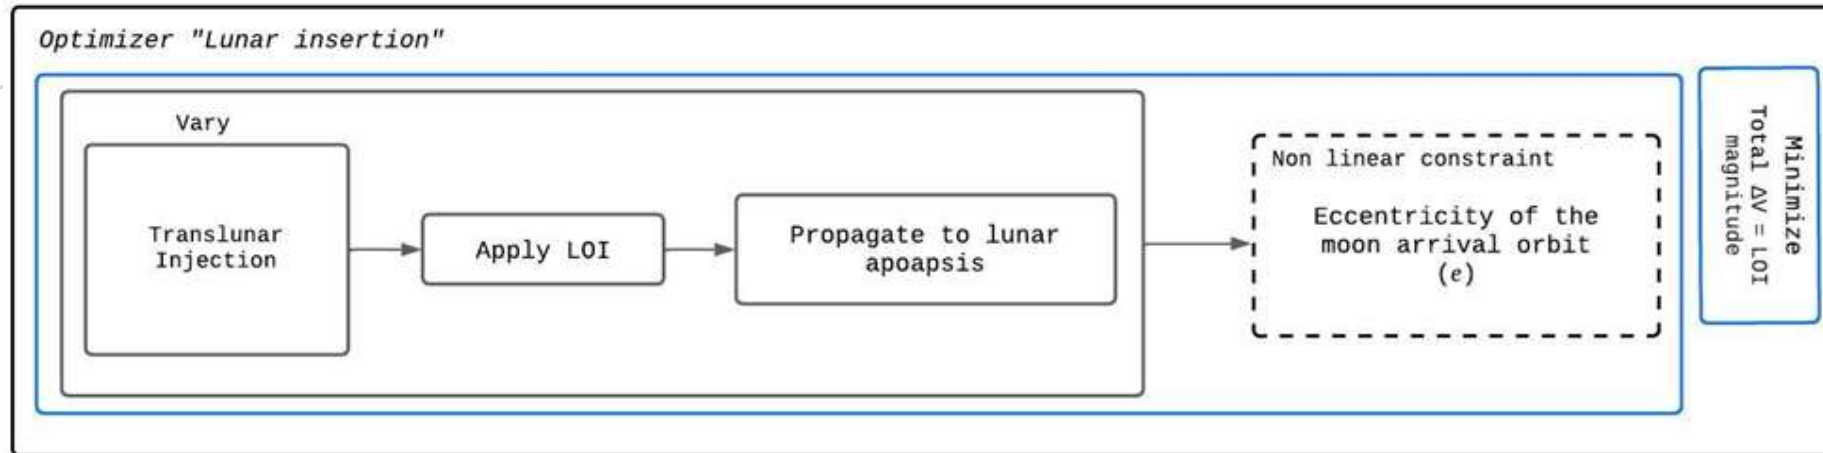 Optimizer "Lunar insertion"
Vary
Translunar
Injection
Apply LOI
Propagate to lunar
apoapsis
Non linear constraint
Eccentricity of the
moon arrival orbit
(e)
Minimize
Total ΔV = LOI
magnitude